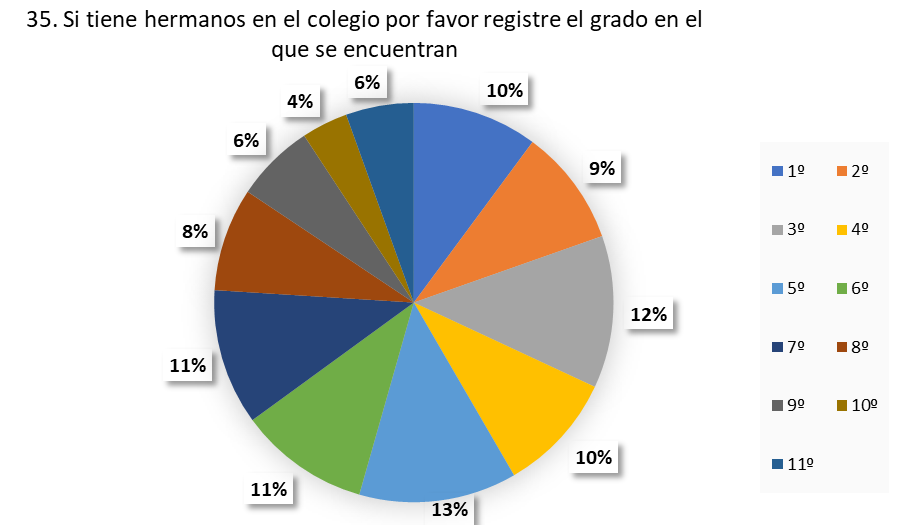 35. Si tiene hermanos en el colegio por favor registre el grado en el
que se encuentran
6%
10%
4%
6%
9%
8%
12%
11%
10%
11%
13%
1º 2º
3º 4º
5º 6º
7º 8º
9º 10º
11º